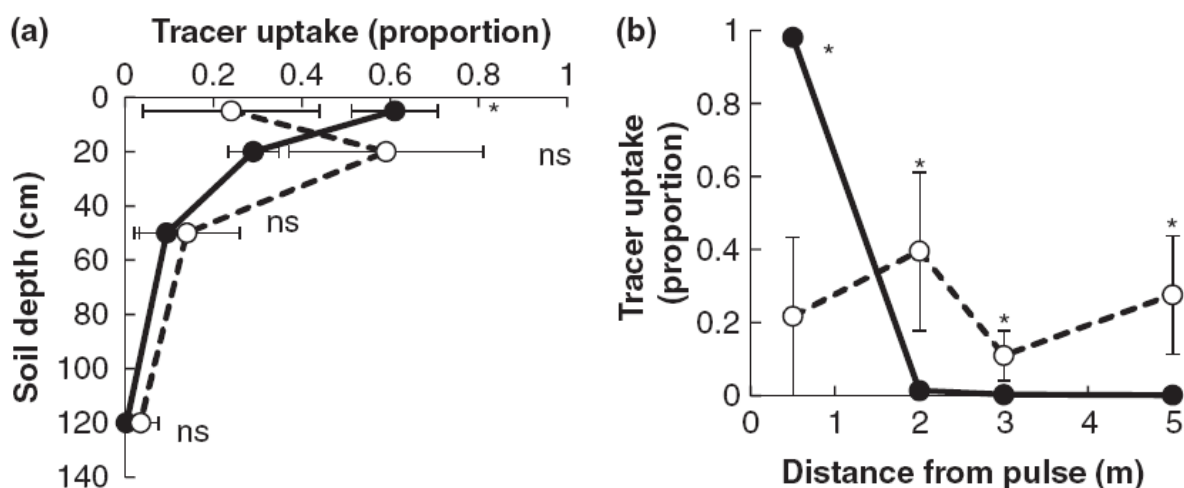 (a) Tracer uptake (proportion)
0 0.2 0.4 0.6 0.8 1
0
20
40
60
80
100
120
140
Soil depth (cm)
*
ns
ns
ns
(b)
1
0.8
0.6
0.4
0.2
0
Tracer uptake
(proportion)
*
*
*
*
0 1 2 3 4 5
Distance from pulse (m)